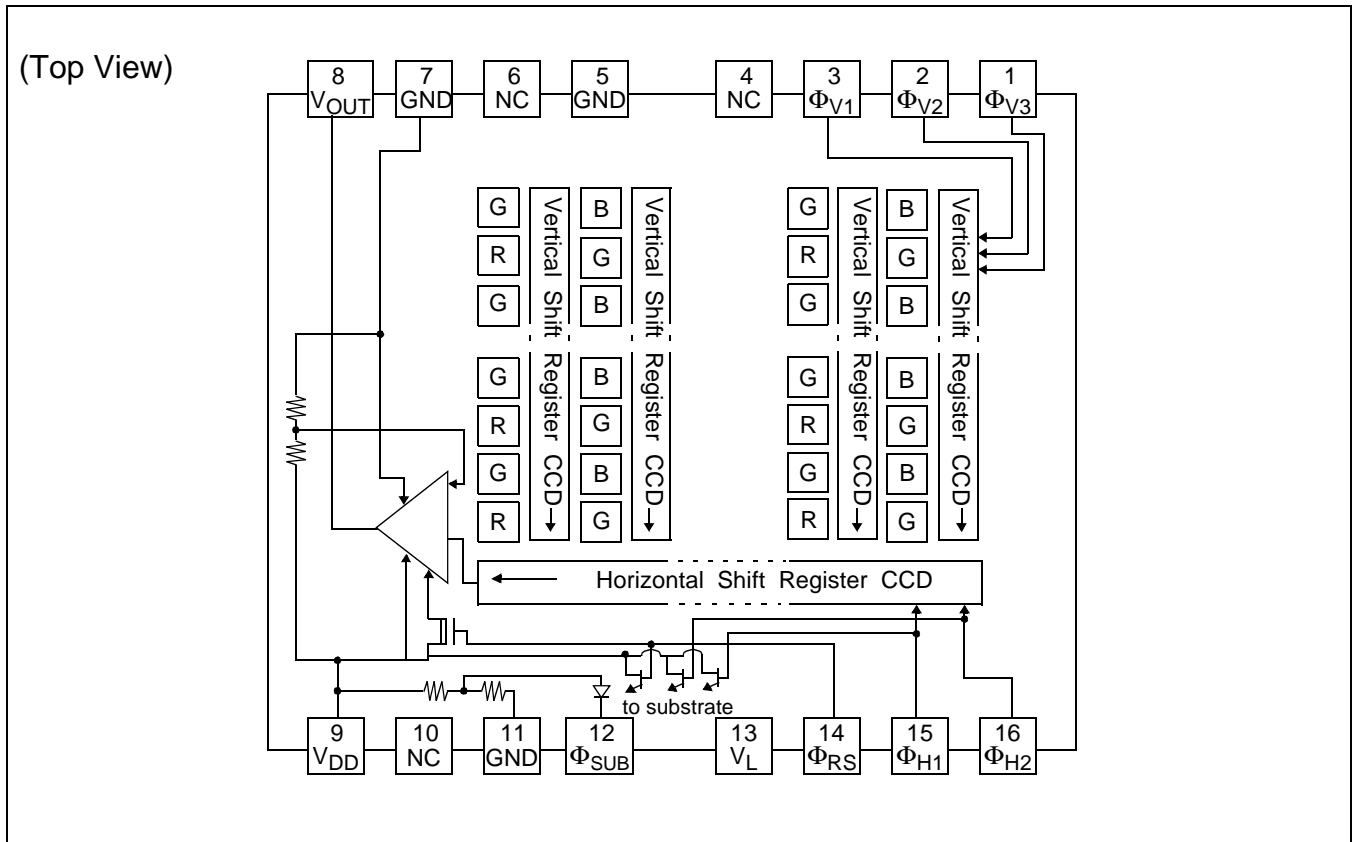 (Top View)
8 7 6 5 4 3 2 1
VOUT GND NC GND NC ΦV1 ΦV2 ΦV3
G B G B
R G R G
G B G B
G B G B
R G R G
G B G B
R G R G
Vertical Shift Register CCD
Vertical Shift Register CCD
Vertical Shift Register CCD
Vertical Shift Register CCD
Horizontal Shift Register CCD
to substrate
9 10 11 12 13 14 15 16
VDD NC GND ΦSUB VL ΦRS ΦH1 ΦH2